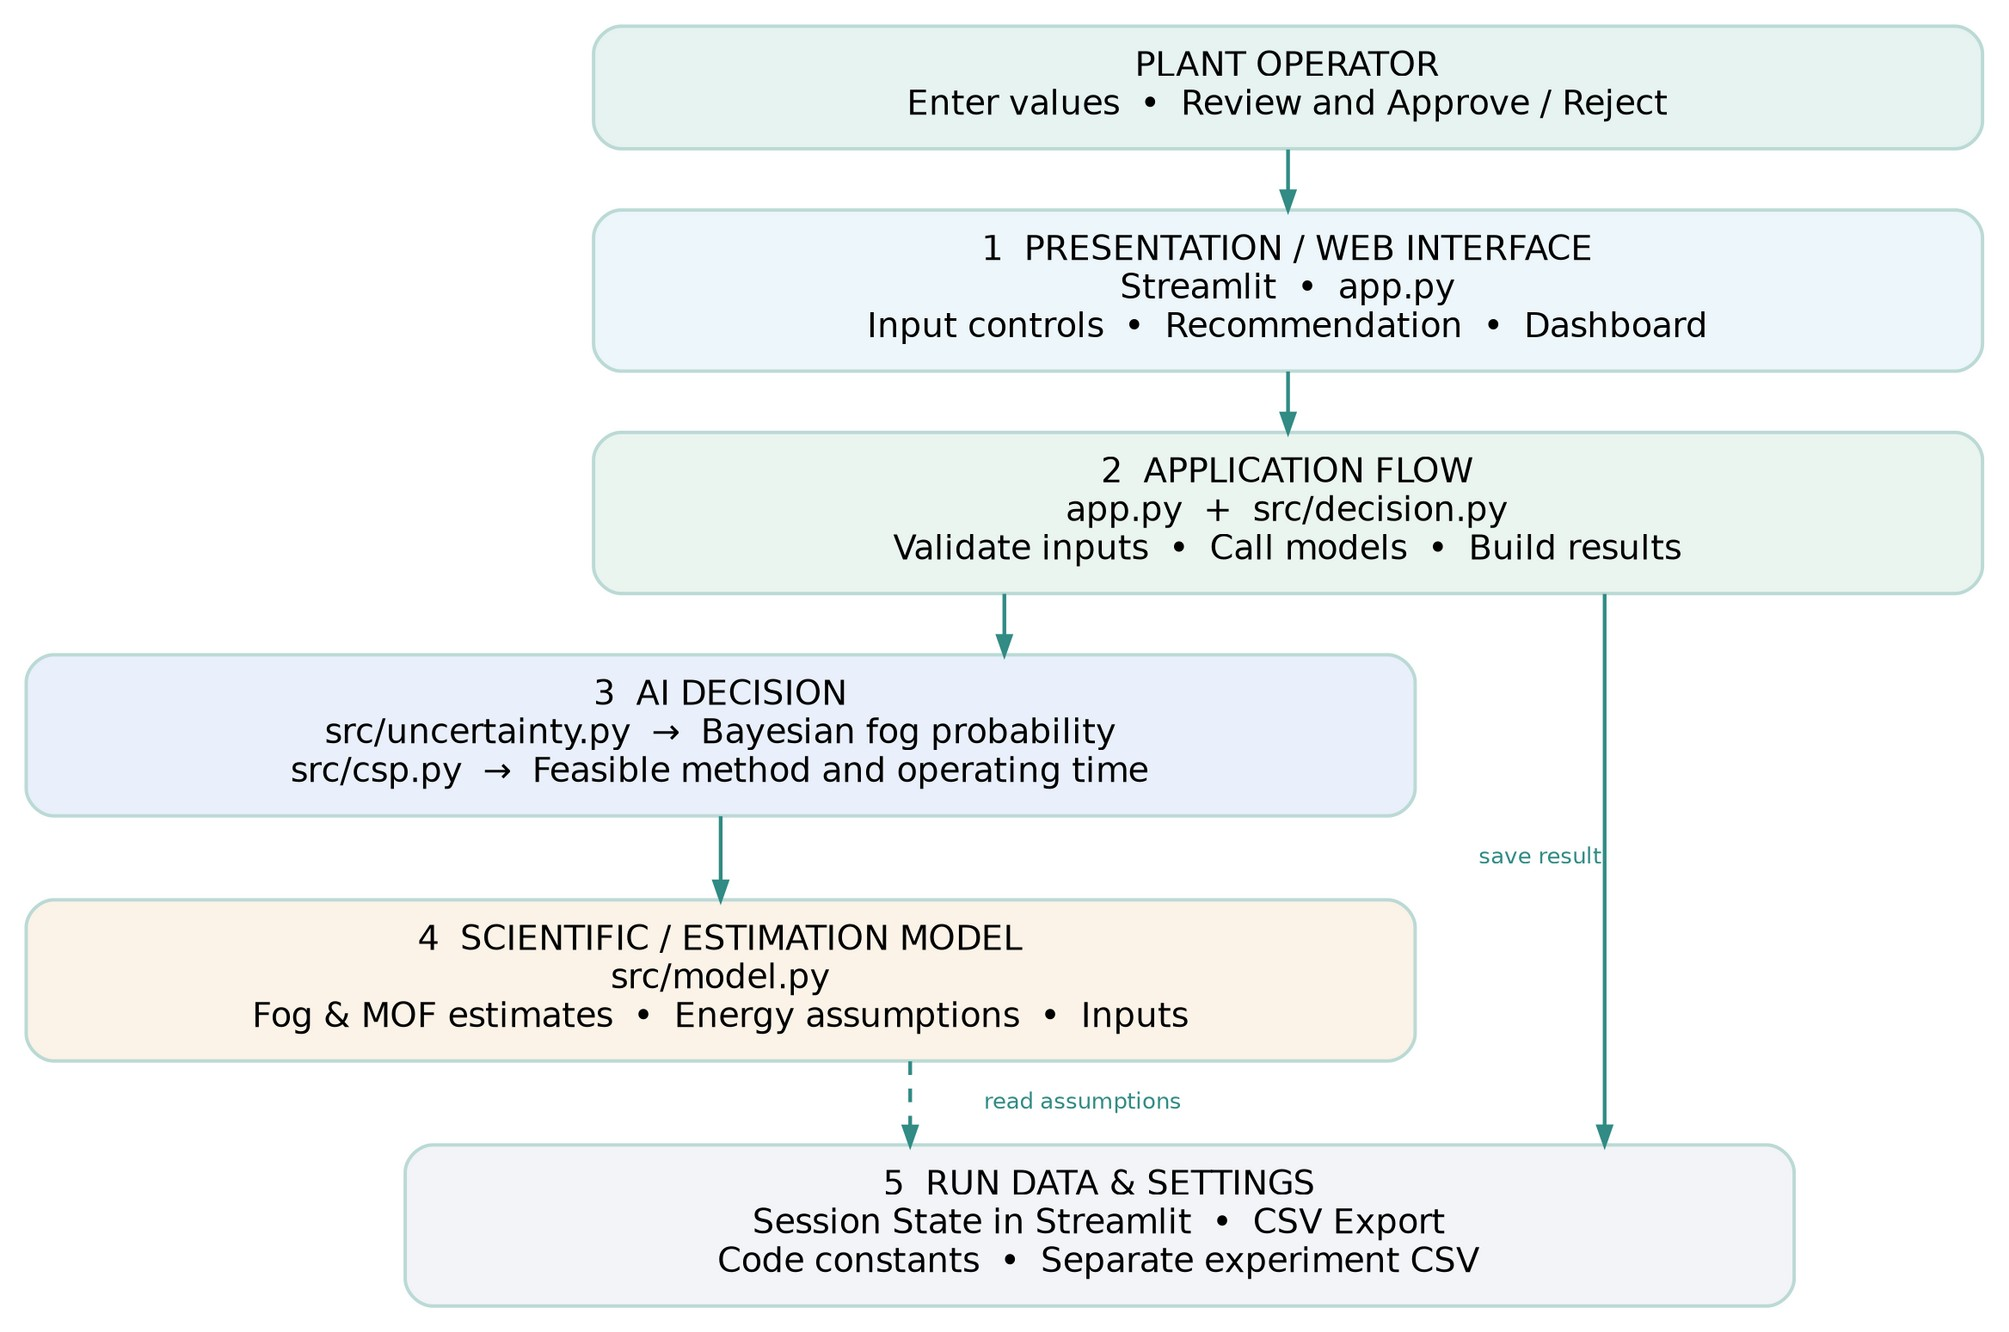 PLANT OPERATOR
Enter values • Review and Approve / Reject
1 PRESENTATION / WEB INTERFACE
Streamlit • app.py
Input controls • Recommendation • Dashboard
2 APPLICATION FLOW
app.py + src/decision.py
Validate inputs • Call models • Build results
3 AI DECISION
src/uncertainty.py → Bayesian fog probability
src/csp.py → Feasible method and operating time
save result
4 SCIENTIFIC / ESTIMATION MODEL
src/model.py
Fog & MOF estimates • Energy assumptions • Inputs
read assumptions
5 RUN DATA & SETTINGS
Session State in Streamlit • CSV Export
Code constants • Separate experiment CSV